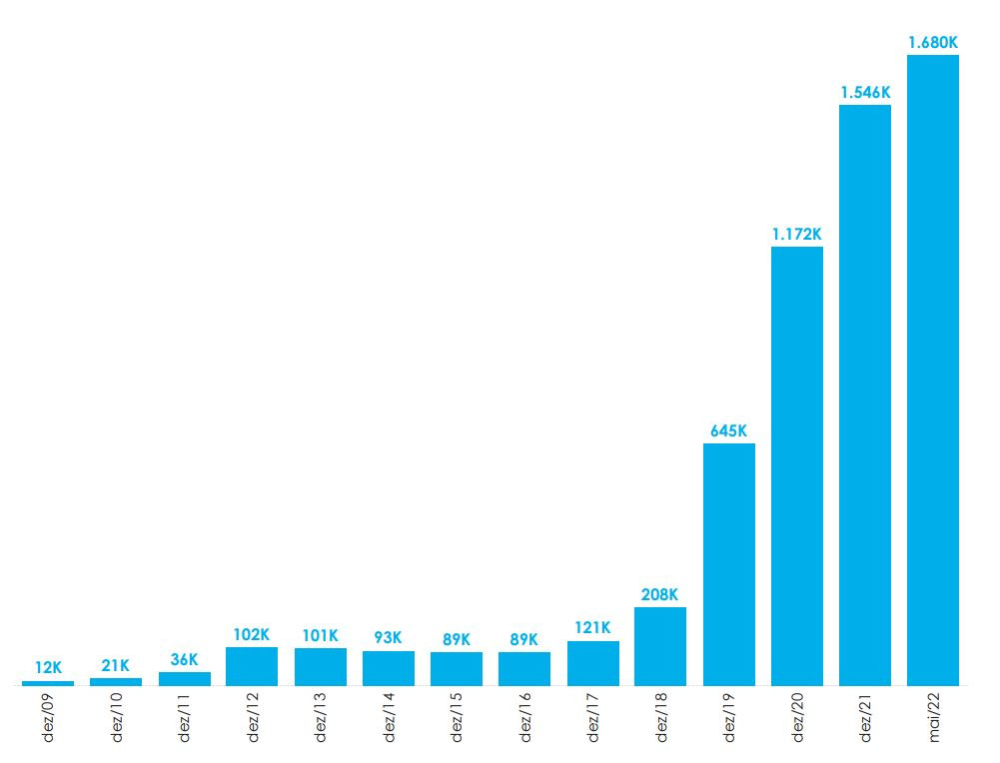 1.680K
1.546K
1.172K
645K
208K
121K
102K
101K
93K
89K
89K
36K
21K
12K
dez/09
dez/10
dez/11
dez/12
dez/13
dez/14
dez/15
dez/16
dez/17
dez/18
dez/19
dez/20
dez/21
mai/22